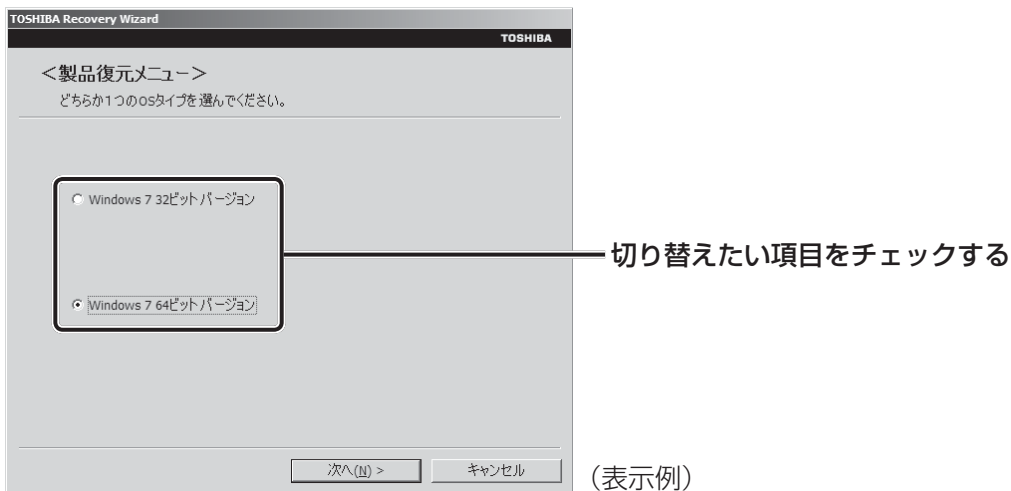 TOSHIBA Recovery Wizard
TOSHIBA
＜製品復元メニュー＞
どちらか1つのOSタイプを選んでください。
Windows 7 32ビットバージョン
切り替えたい項目をチェックする
Windows 7 64ビットバージョン
次へ(N) > キャンセル
（表示例）